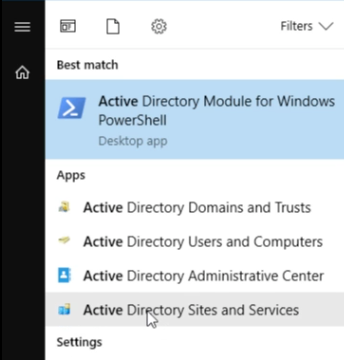 Filters
Best match
Active Directory Module for Windows
PowerShell
Desktop app
Apps
Active Directory Domains and Trusts
Active Directory Users and Computers
Active Directory Administrative Center
Active Directory Sites and Services
Settings